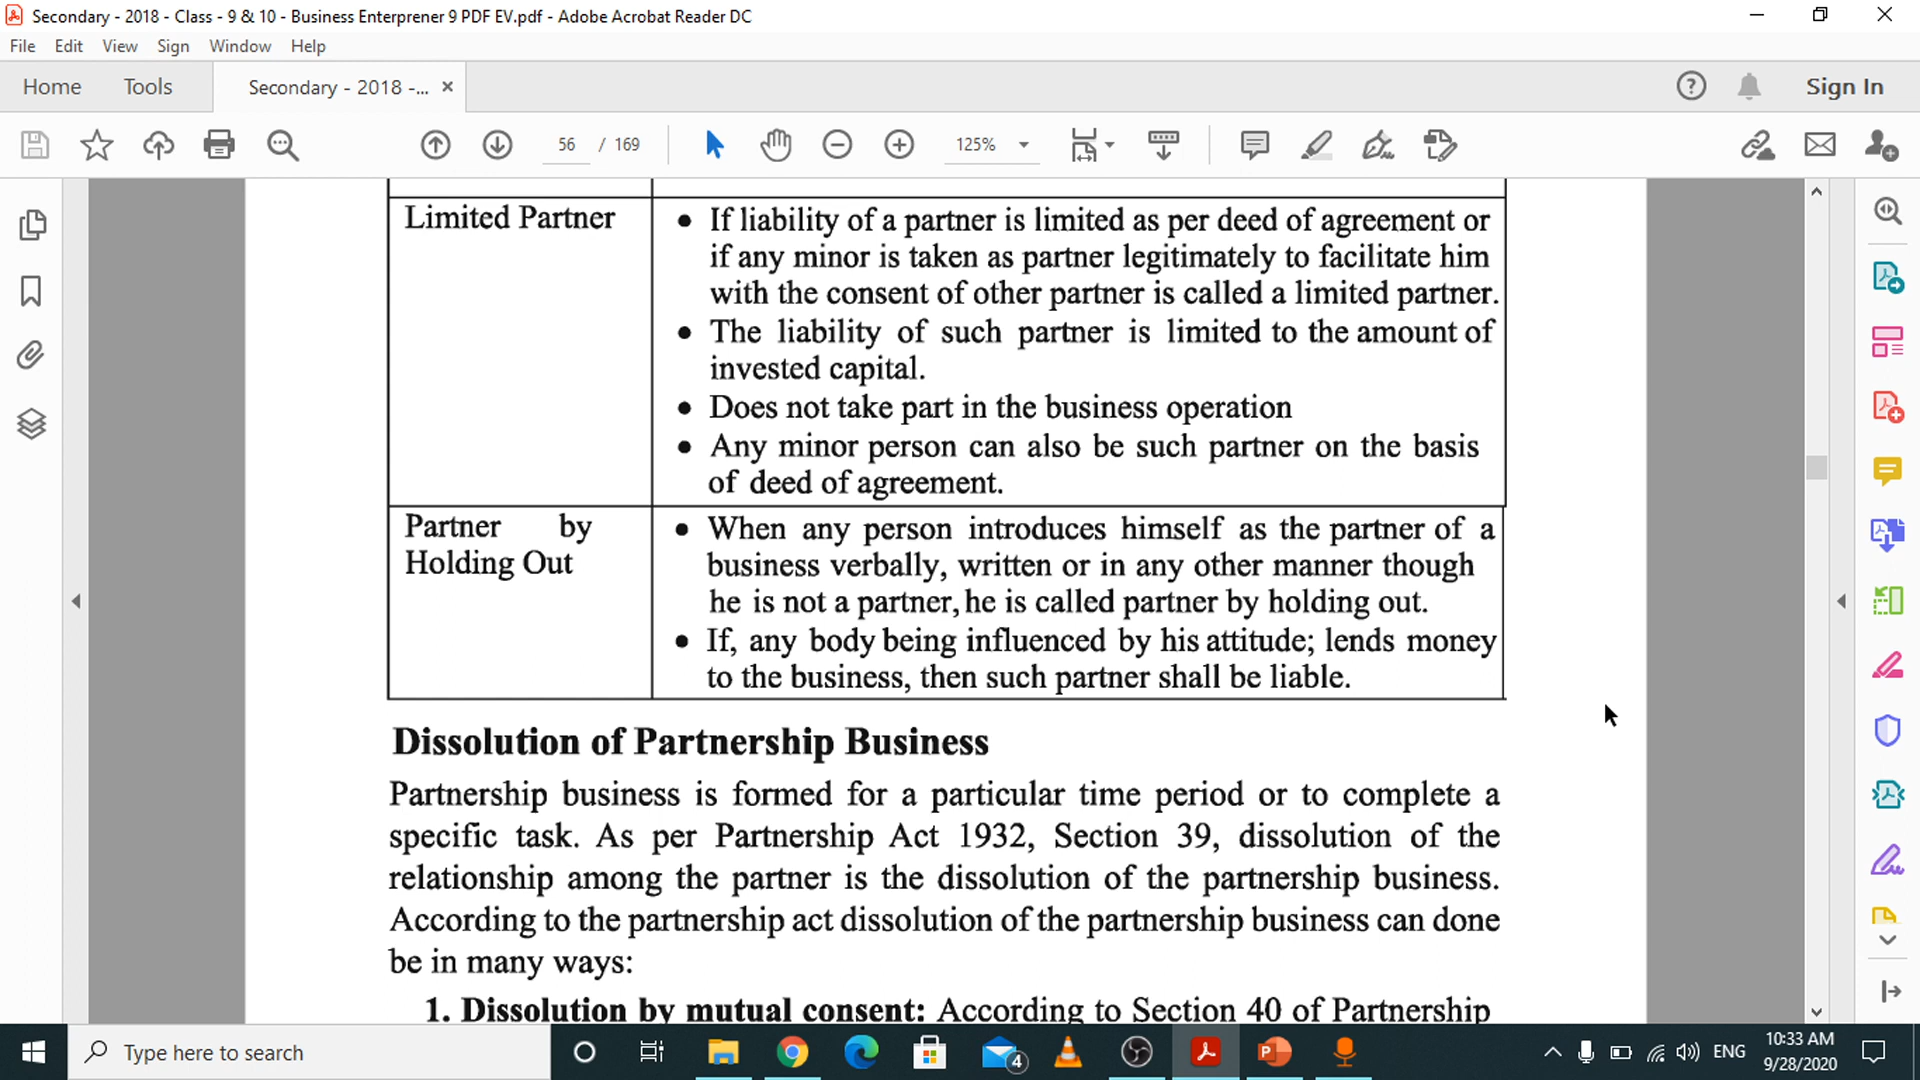 Secondary - 2018 - Class - 9 & 10 - Business Enterprener 9 PDF EV.pdf - Adobe Acrobat Reader DC
File Edit View Sign Window Help
Home Tools Secondary - 2018 -... × Sign In
56 / 169 125%
Limited Partner
• If liability of a partner is limited as per deed of agreement or
if any minor is taken as partner legitimately to facilitate him
with the consent of other partner is called a limited partner.
• The liability of such partner is limited to the amount of
invested capital.
• Does not take part in the business operation
• Any minor person can also be such partner on the basis
of deed of agreement.
Partner by
Holding Out
• When any person introduces himself as the partner of a
business verbally, written or in any other manner though
he is not a partner, he is called partner by holding out.
• If, any body being influenced by his attitude; lends money
to the business, then such partner shall be liable.
Dissolution of Partnership Business
Partnership business is formed for a particular time period or to complete a
specific task. As per Partnership Act 1932, Section 39, dissolution of the
relationship among the partner is the dissolution of the partnership business.
According to the partnership act dissolution of the partnership business can done
be in many ways:
1. Dissolution by mutual consent: According to Section 40 of Partnership
Type here to search
4
ENG
10:33 AM
9/28/2020